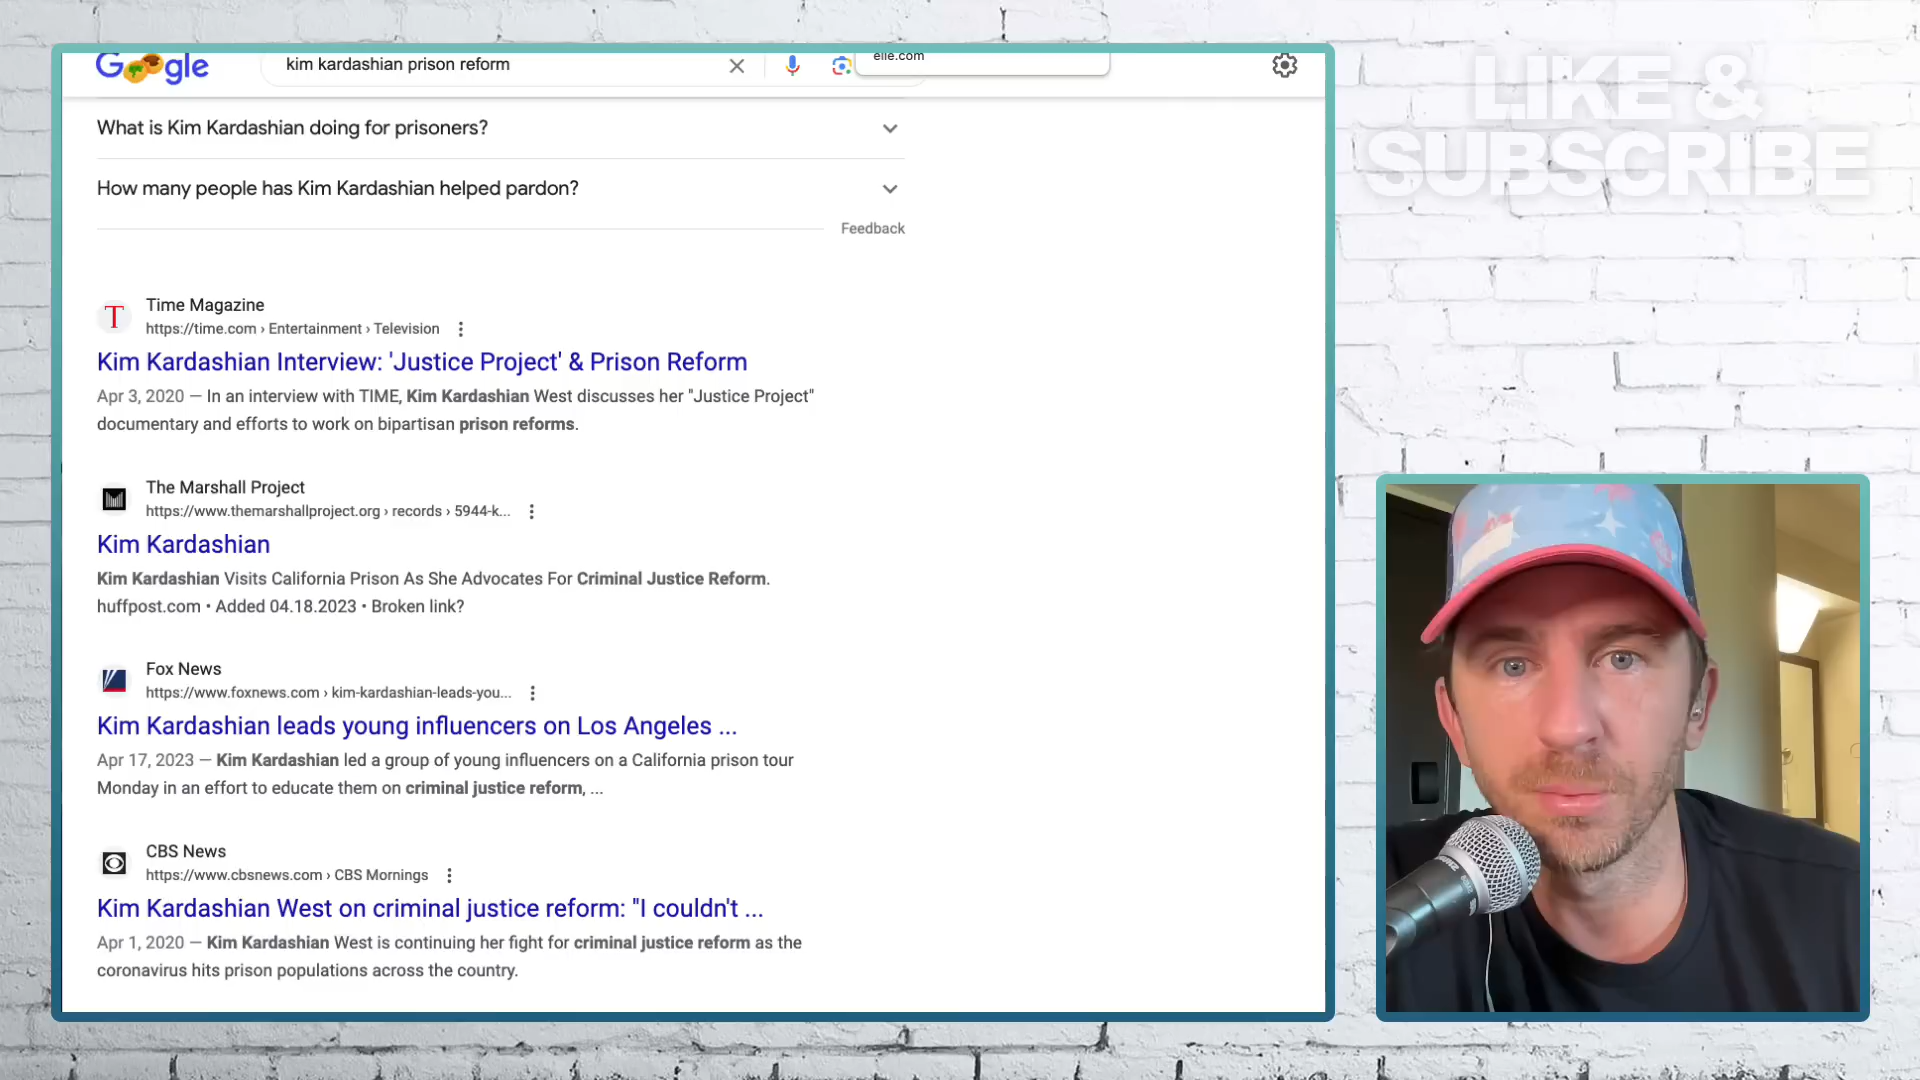 Google
kim kardashian prison reform
elle.com
LIKE &
SUBSCRIBE
What is Kim Kardashian doing for prisoners?
How many people has Kim Kardashian helped pardon?
Feedback
T
Time Magazine
https://time.com › Entertainment › Television
Kim Kardashian Interview: 'Justice Project' & Prison Reform
Apr 3, 2020 — In an interview with TIME, Kim Kardashian West discusses her "Justice Project"
documentary and efforts to work on bipartisan prison reforms.
The Marshall Project
https://www.themarshallproject.org › records › 5944-k...
Kim Kardashian
Kim Kardashian Visits California Prison As She Advocates For Criminal Justice Reform.
huffpost.com • Added 04.18.2023 • Broken link?
Fox News
https://www.foxnews.com › kim-kardashian-leads-you...
Kim Kardashian leads young influencers on Los Angeles ...
Apr 17, 2023 — Kim Kardashian led a group of young influencers on a California prison tour
Monday in an effort to educate them on criminal justice reform, ...
CBS News
https://www.cbsnews.com › CBS Mornings
Kim Kardashian West on criminal justice reform: "I couldn't ...
Apr 1, 2020 — Kim Kardashian West is continuing her fight for criminal justice reform as the
coronavirus hits prison populations across the country.